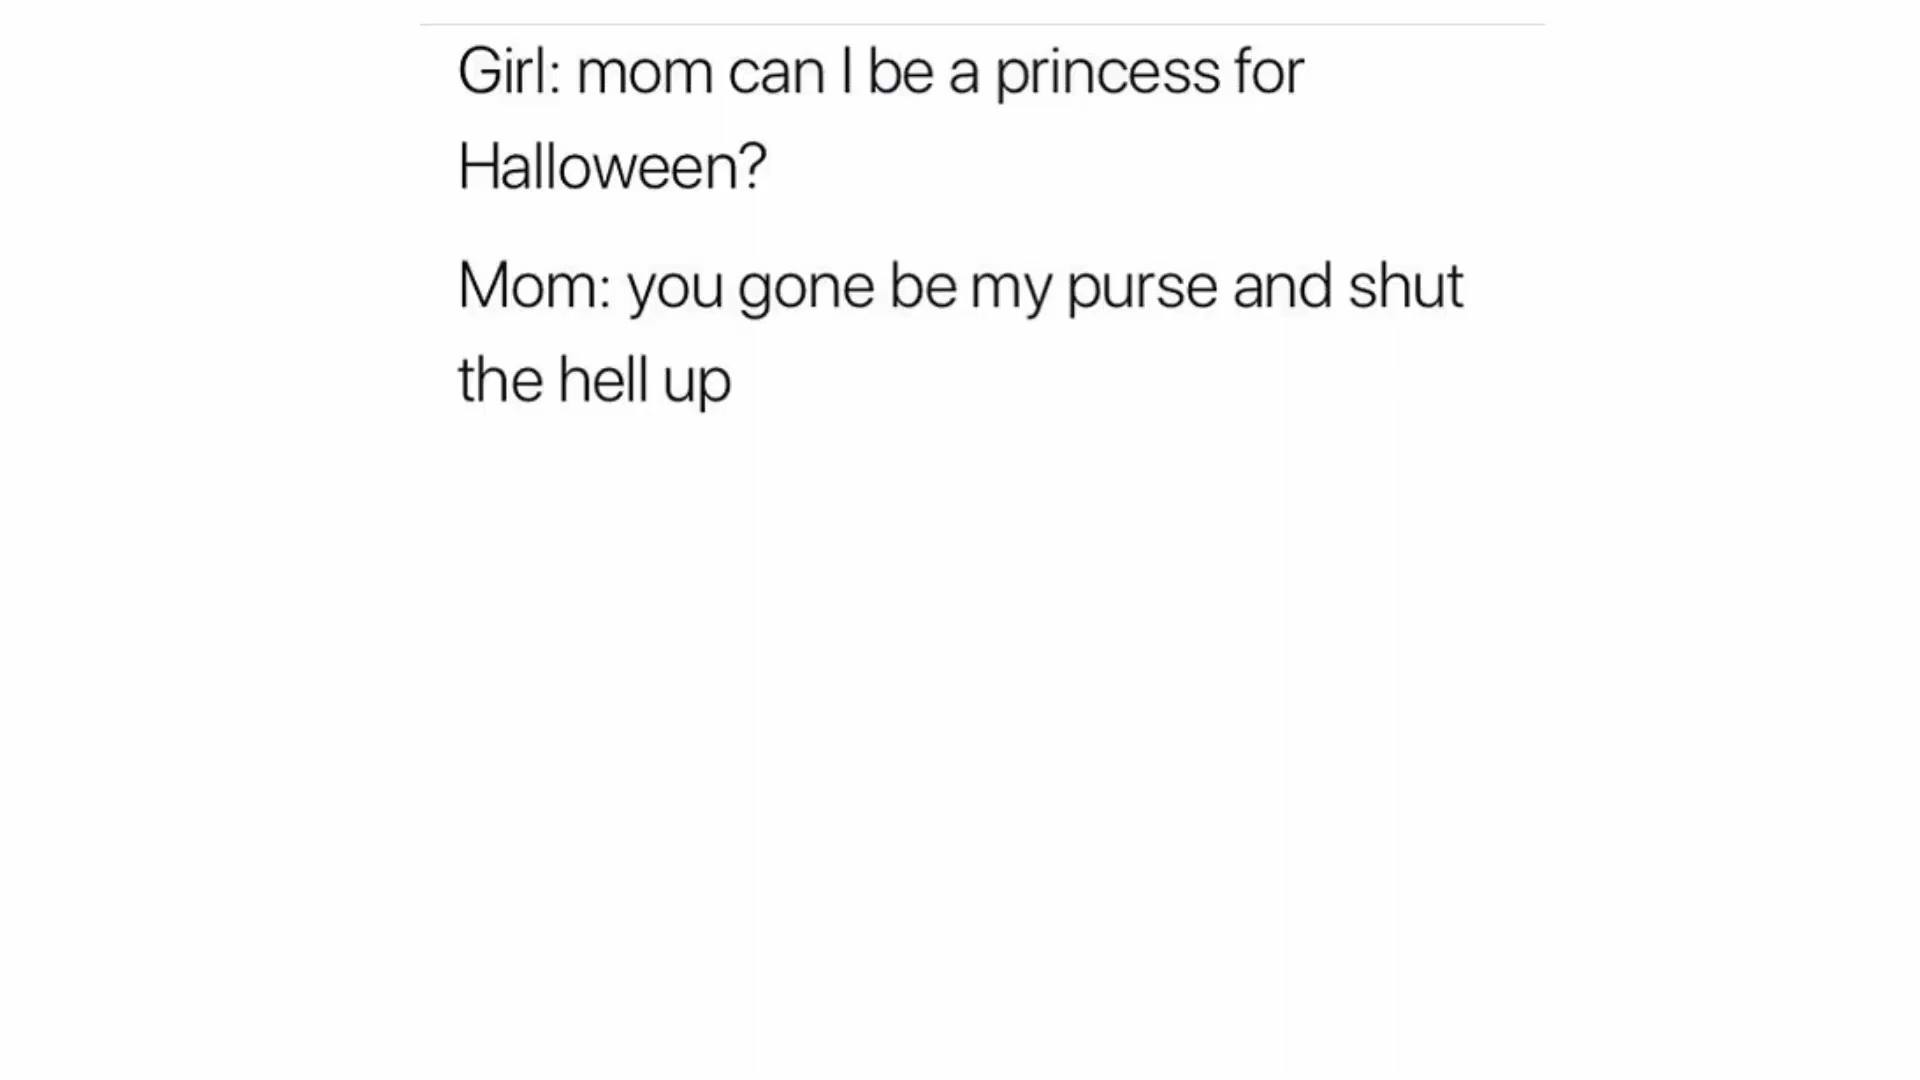 Girl: mom can I be a princess for
Halloween?
Mom: you gone be my purse and shut
the hell up